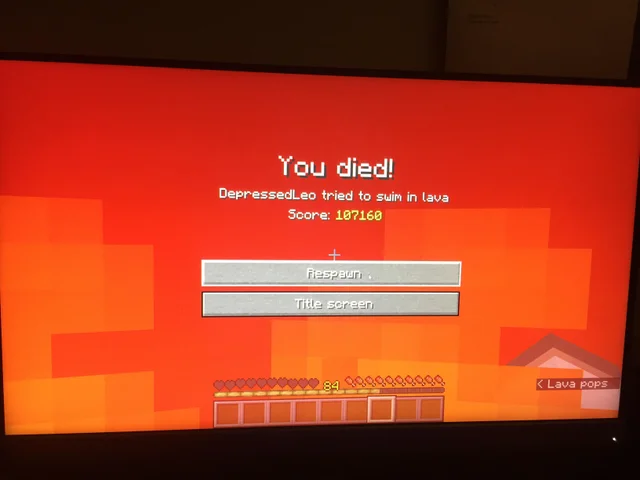 You died!
DepressedLeo tried to swim in lava
Score: 107160
Respawn
Title screen
84
< Lava pops